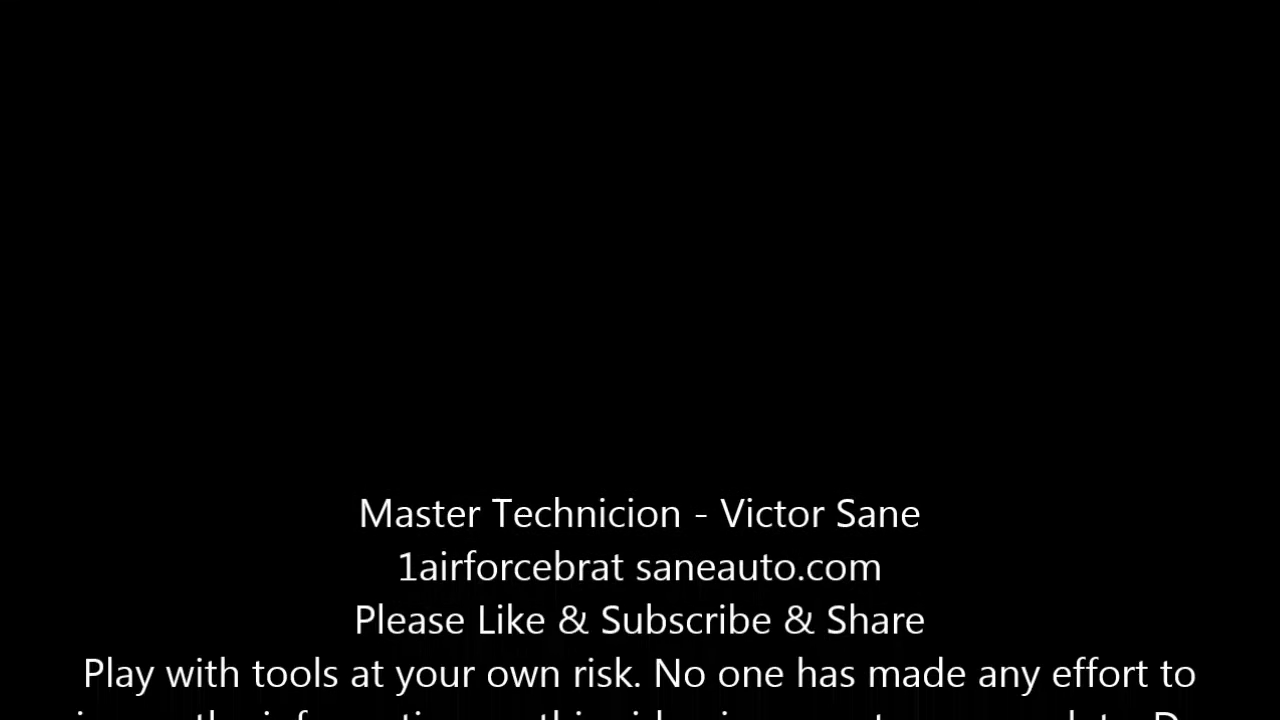 Master Technicion - Victor Sane
1airforcebrat saneauto.com
Please Like & Subscribe & Share
Play with tools at your own risk. No one has made any effort to